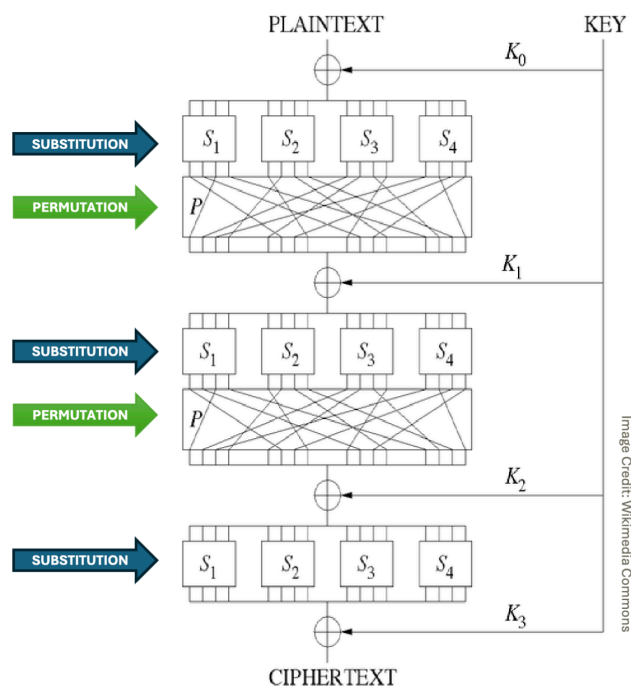 PLAINTEXT KEY
K₀
SUBSTITUTION S₁ S₂ S₃ S₄
PERMUTATION P
K₁
SUBSTITUTION S₁ S₂ S₃ S₄
PERMUTATION P
K₂
SUBSTITUTION S₁ S₂ S₃ S₄
K₃
CIPHERTEXT
Image Credit: Wikimedia Commons